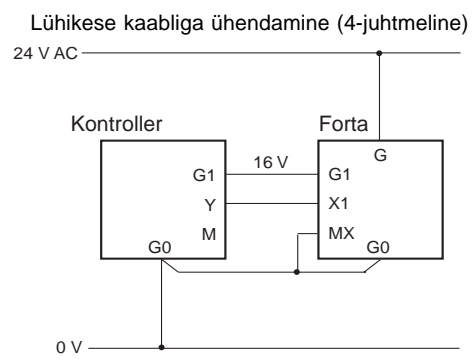 Lühikese kaabliga ühendamine (4-juhtmeline)
24 V AC
Kontroller Forta
G
G1 16 V G1
Y X1
M MX
G0 G0
0 V